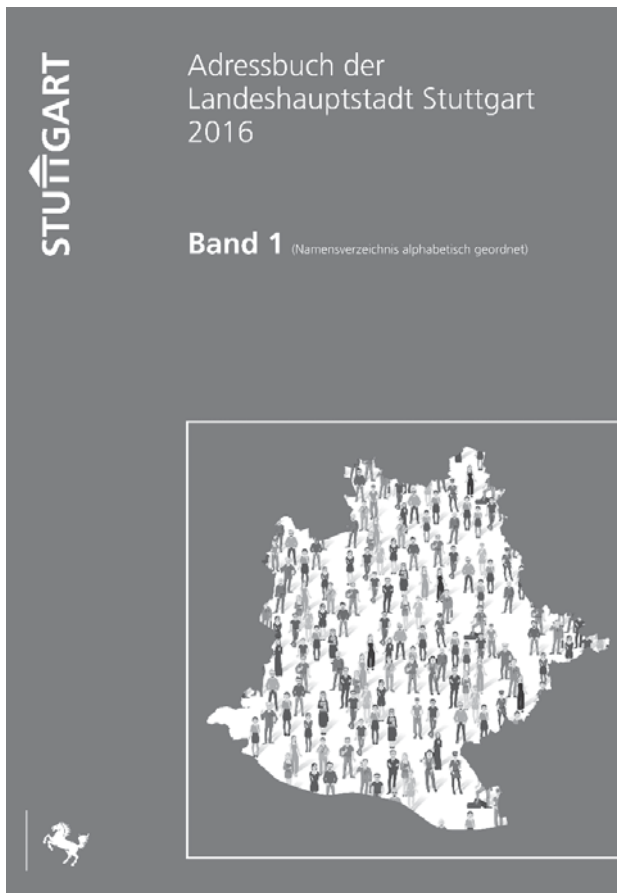 STUTTGART
Adressbuch der
Landeshauptstadt Stuttgart
2016
Band 1 (Namensverzeichnis alphabetisch geordnet)